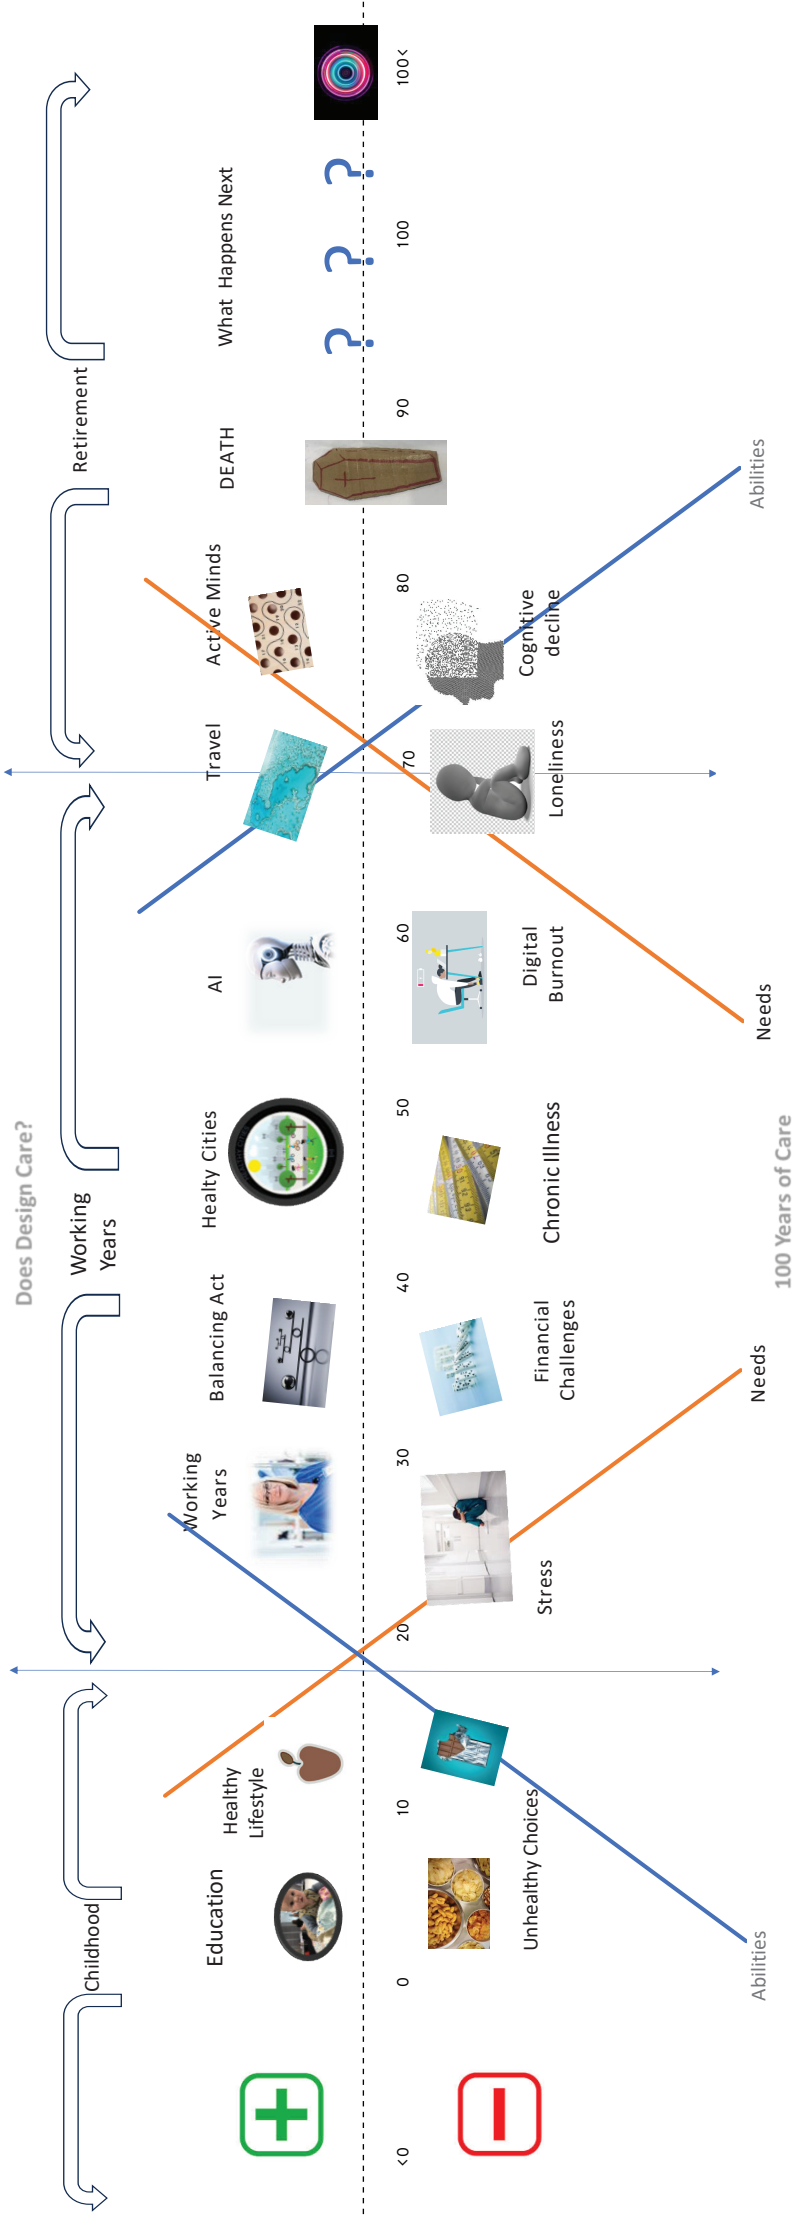 Does Design Care?
Childhood
Working
Years
Retirement
Education
Healthy
Lifestyle
Working
Years
Balancing Act
Healty Cities
AI
Travel
Active Minds
DEATH
What Happens Next
? ? ?
<0
0
10
20
30
40
50
60
70
80
90
100
100<
Unhealthy Choices
Stress
Financial
Challenges
Chronic Illness
Digital
Burnout
Loneliness
Cognitive
decline
Abilities
Needs
Needs
Abilities
100 Years of Care